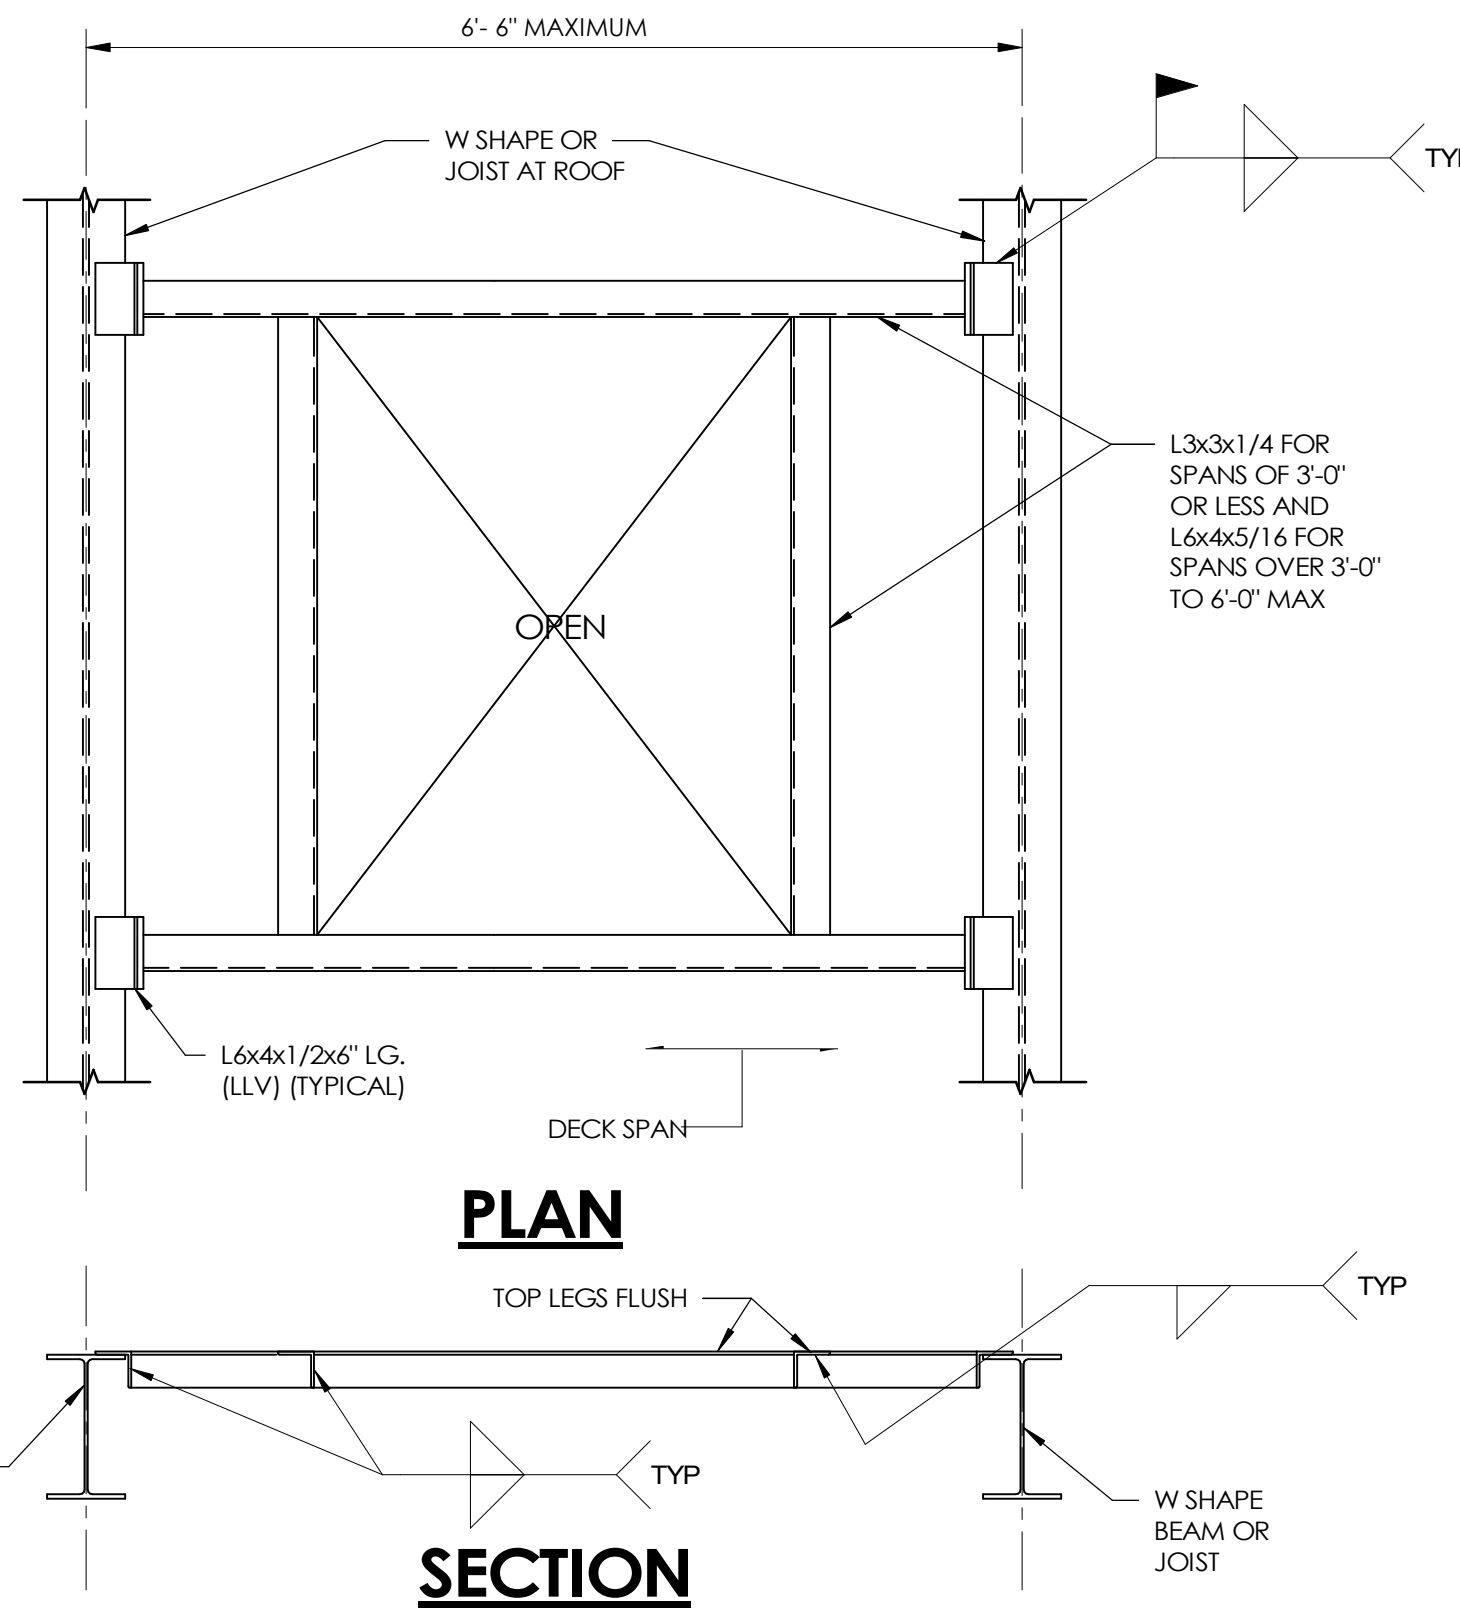 6'- 6" MAXIMUM
W SHAPE OR
JOIST AT ROOF
L3x3x1/4 FOR
SPANS OF 3'-0"
OR LESS AND
L6x4x5/16 FOR
SPANS OVER 3'-0"
TO 6'-0" MAX
OPEN
L6x4x1/2x6" LG.
(LLV) (TYPICAL)
DECK SPAN
PLAN
TOP LEGS FLUSH
TYP
TYP
W SHAPE
BEAM OR
JOIST
SECTION